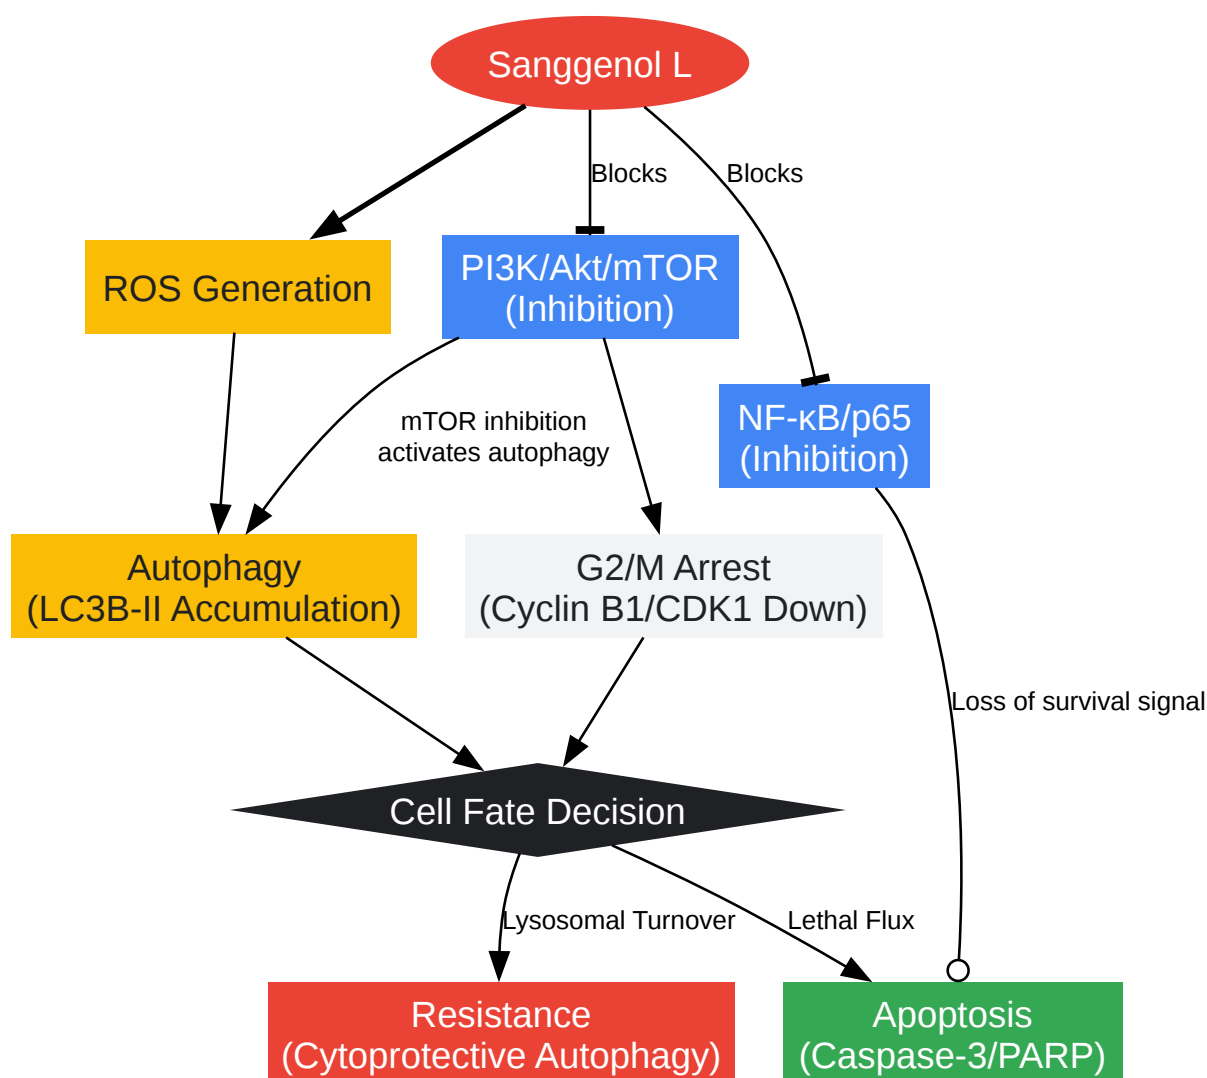 Sanggenol L
Blocks
Blocks
ROS Generation
PI3K/Akt/mTOR
(Inhibition)
NF-κB/p65
(Inhibition)
mTOR inhibition
activates autophagy
Autophagy
(LC3B-II Accumulation)
G2/M Arrest
(Cyclin B1/CDK1 Down)
Loss of survival signal
Cell Fate Decision
Lysosomal Turnover
Lethal Flux
Resistance
(Cytoprotective Autophagy)
Apoptosis
(Caspase-3/PARP)